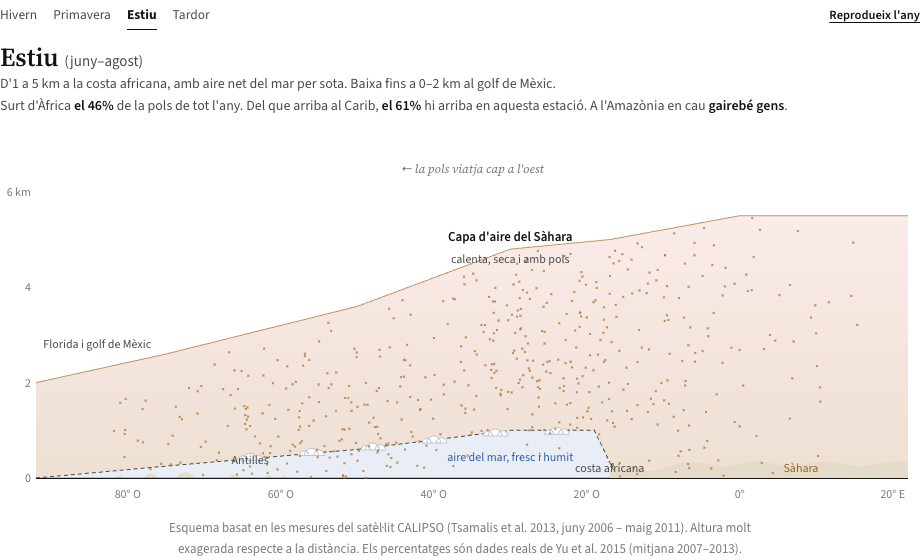 Hivern Primavera Estiu Tardor Reprodueix l'any
Estiu (juny–agost)
D'1 a 5 km a la costa africana, amb aire net del mar per sota. Baixa fins a 0–2 km al golf de Mèxic.
Surt d'Àfrica el 46% de la pols de tot l'any. Del que arriba al Carib, el 61% hi arriba en aquesta estació. A l'Amazònia en cau gairebé gens.
← la pols viatja cap a l'oest
6 km
Capa d'aire del Sàhara
calenta, seca i amb pols
4
Florida i golf de Mèxic
2
aire del mar, fresc i humit
Antilles
costa africana
Sàhara
0
80° O 60° O 40° O 20° O 0° 20° E
Esquema basat en les mesures del satèl·lit CALIPSO (Tsamalis et al. 2013, juny 2006 – maig 2011). Altura molt
exagerada respecte a la distància. Els percentatges són dades reals de Yu et al. 2015 (mitjana 2007–2013).